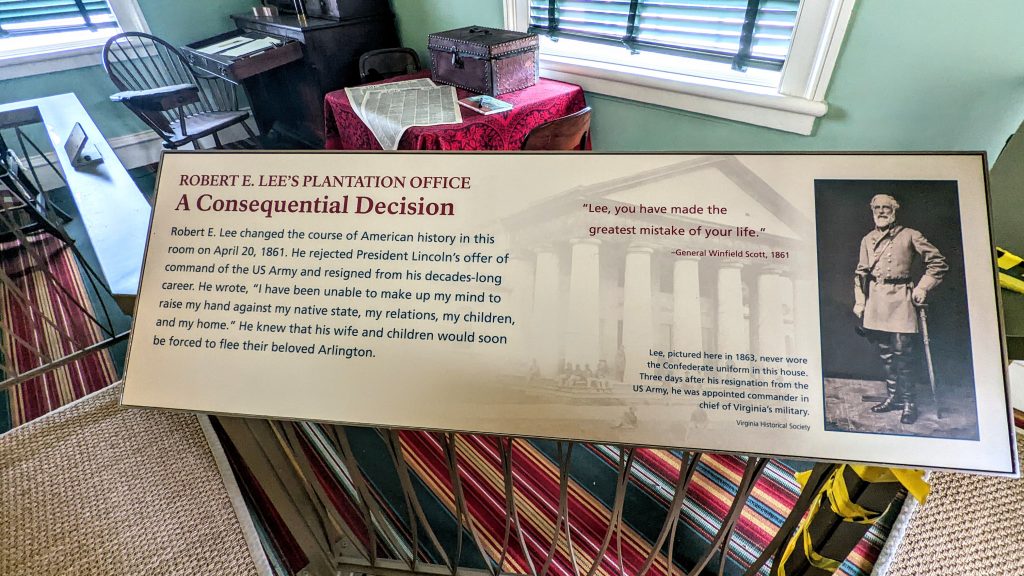 ROBERT E. LEE'S PLANTATION OFFICE
A Consequential Decision
Robert E. Lee changed the course of American history in this
room on April 20, 1861. He rejected President Lincoln's offer of
command of the US Army and resigned from his decades-long
career. He wrote, "I have been unable to make up my mind to
raise my hand against my native state, my relations, my children,
and my home." He knew that his wife and children would soon
be forced to flee their beloved Arlington.
"Lee, you have made the
greatest mistake of your life."
–General Winfield Scott, 1861
Lee, pictured here in 1863, never wore
the Confederate uniform in this house.
Three days after his resignation from the
US Army, he was appointed commander in
chief of Virginia's military.
Virginia Historical Society